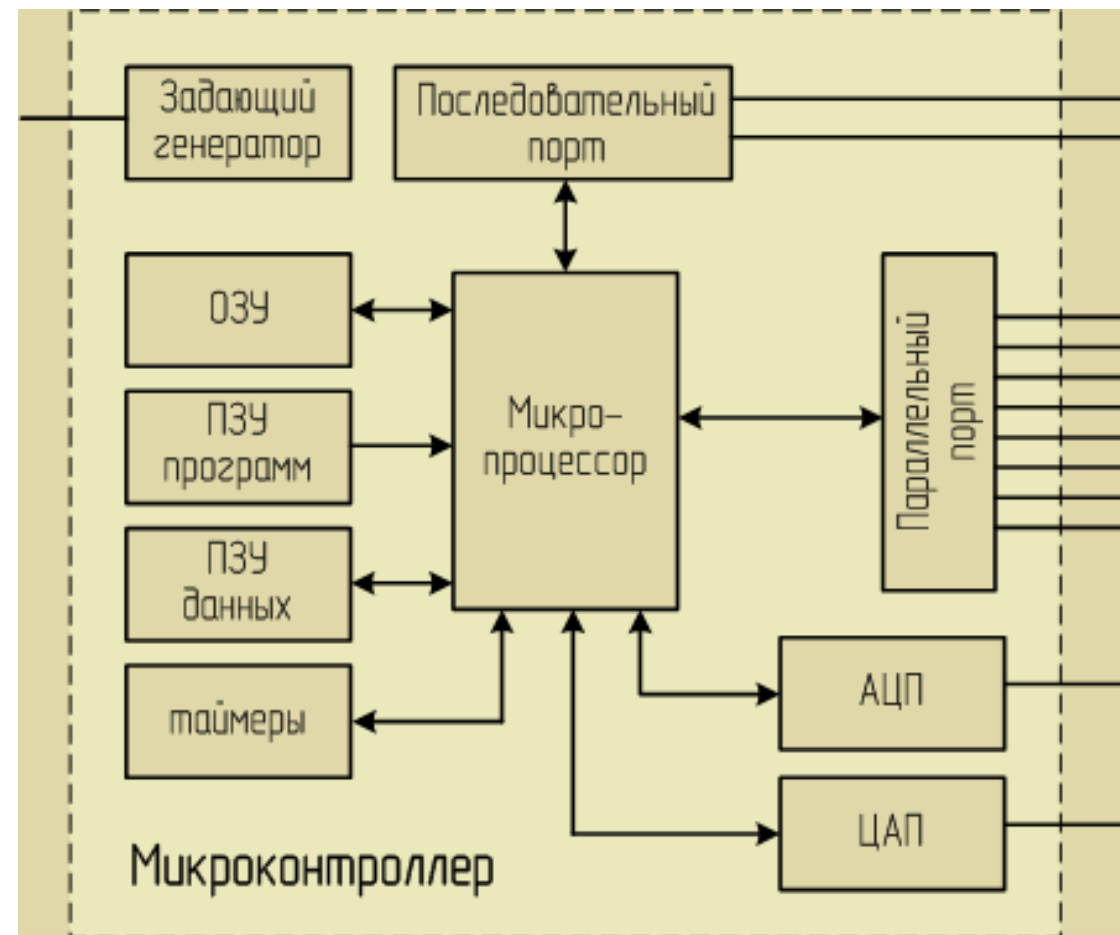 Задающий
генератор
Последовательный
порт
ОЗУ
ПЗУ
программ
ПЗУ
данных
таймеры
Микро-
процессор
Параллельный
порт
АЦП
ЦАП
Микроконтроллер